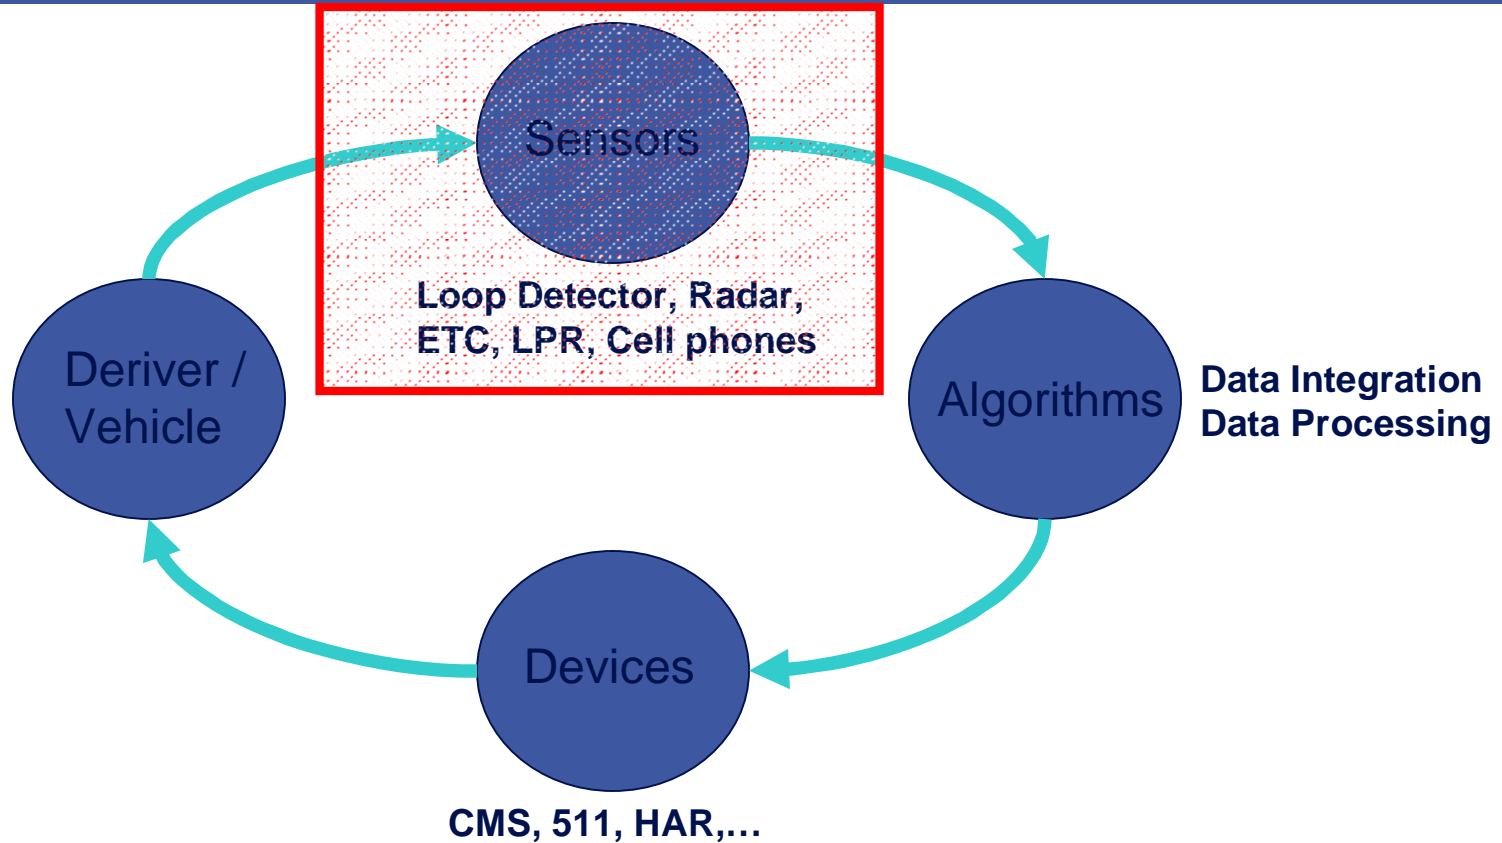 Sensors
Loop Detector, Radar,
ETC, LPR, Cell phones
Deriver /
Vehicle
Algorithms
Data Integration
Data Processing
Devices
CMS, 511, HAR,…